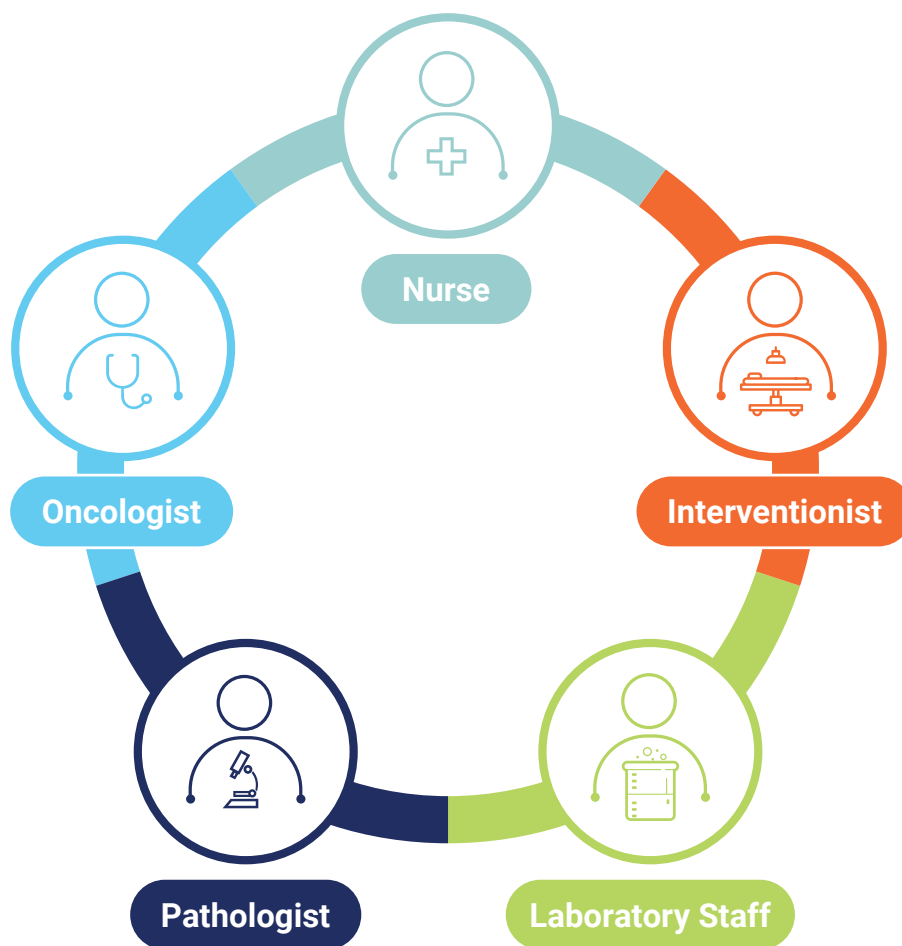 Nurse
Oncologist
Interventionist
Pathologist
Laboratory Staff